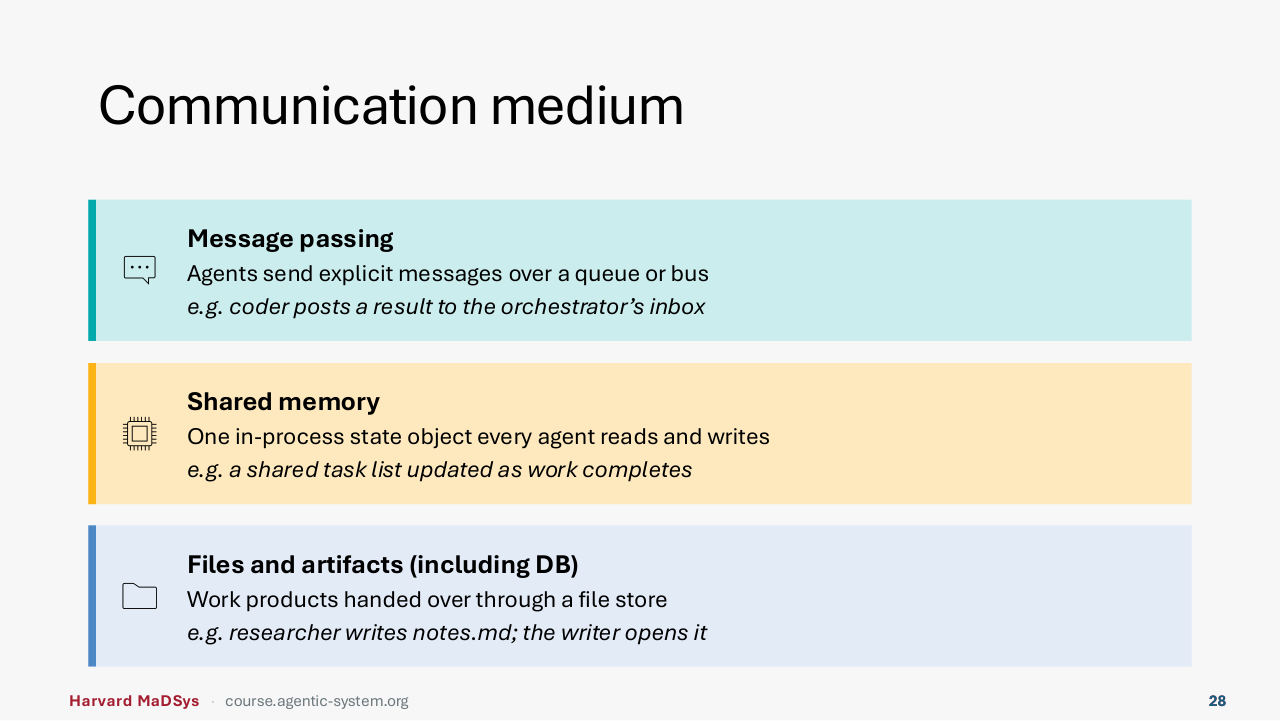 Communication medium
Message passing
Agents send explicit messages over a queue or bus
e.g. coder posts a result to the orchestrator’s inbox
Shared memory
One in-process state object every agent reads and writes
e.g. a shared task list updated as work completes
Files and artifacts (including DB)
Work products handed over through a file store
e.g. researcher writes notes.md; the writer opens it
Harvard MaDSys · course.agentic-system.org 28